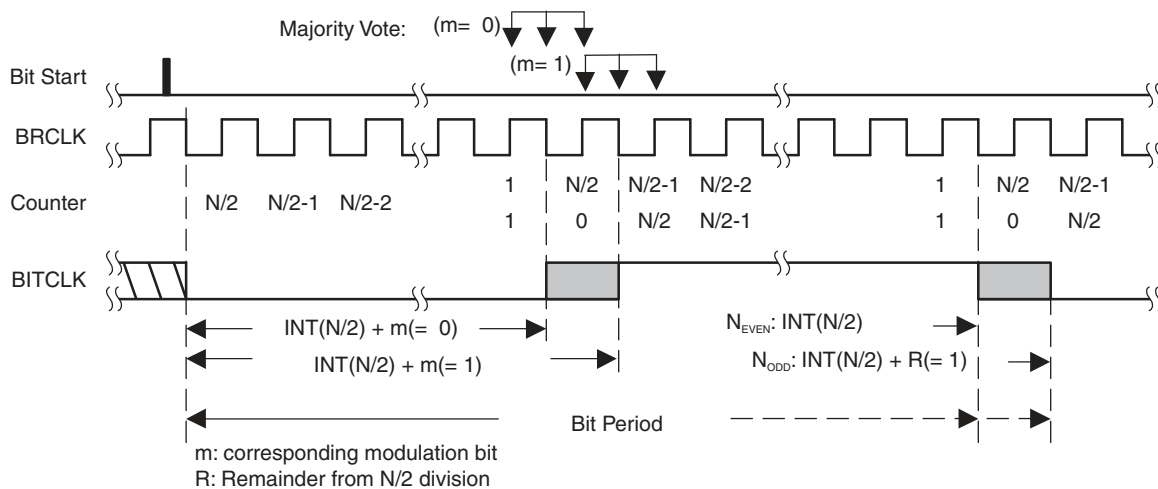 Majority Vote: (m= 0)
(m= 1)
Bit Start
BRCLK
Counter
1 N/2 N/2-1 N/2-2 1 N/2 N/2-1
N/2 N/2-1 N/2-2
1 0 N/2 N/2-1 1 0 N/2
BITCLK
INT(N/2) + m(= 0) NEVEN: INT(N/2)
INT(N/2) + m(= 1) NODD: INT(N/2) + R(= 1)
Bit Period
m: corresponding modulation bit
R: Remainder from N/2 division